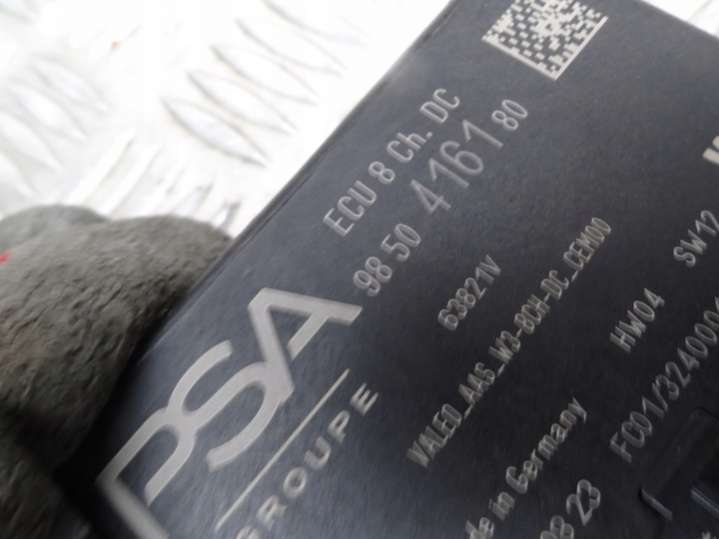 ECU 8 Ch. DC
98 50 4161 80
PSA
GROUPE
63821V
VALEO_AAS_W3-8CH-DC_CEM00
HW04 SW12
in Germany
23 FC01/324000